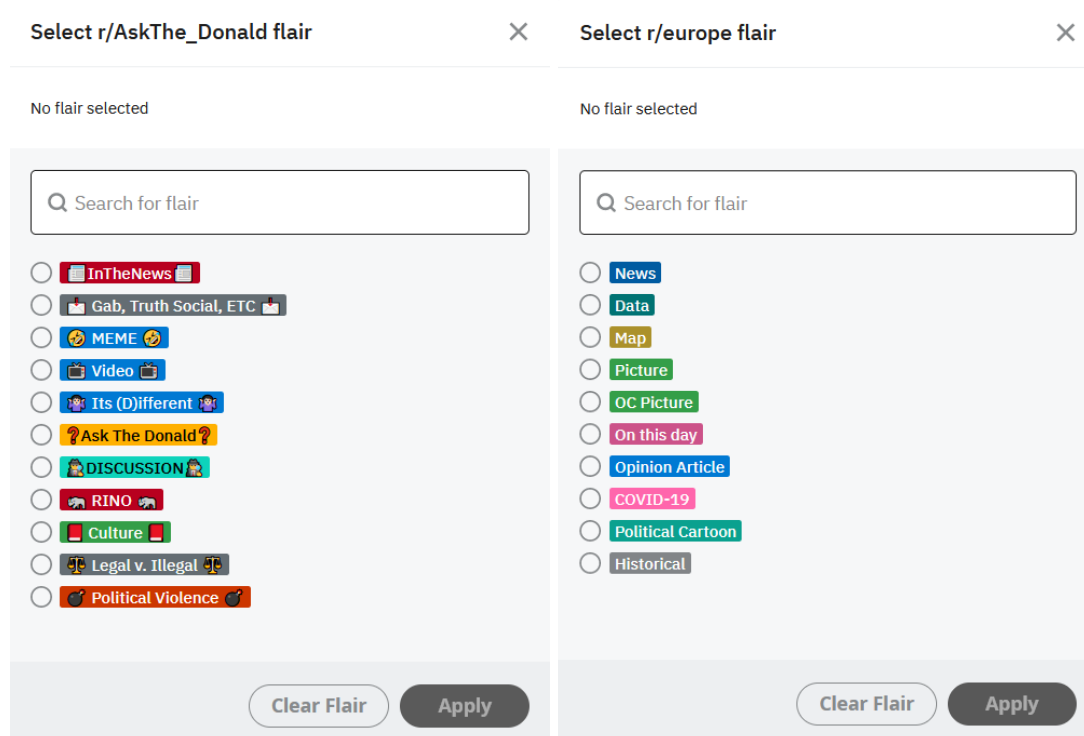 Select r/AskThe_Donald flair
No flair selected
Search for flair
InTheNews
Gab, Truth Social, ETC
MEME
Video
Its (D)ifferent
❓Ask The Donald❓
DISCUSSION
RINO
Culture
Legal v. Illegal
Political Violence
Clear Flair
Apply
Select r/europe flair
No flair selected
Search for flair
News
Data
Map
Picture
OC Picture
On this day
Opinion Article
COVID-19
Political Cartoon
Historical
Clear Flair
Apply